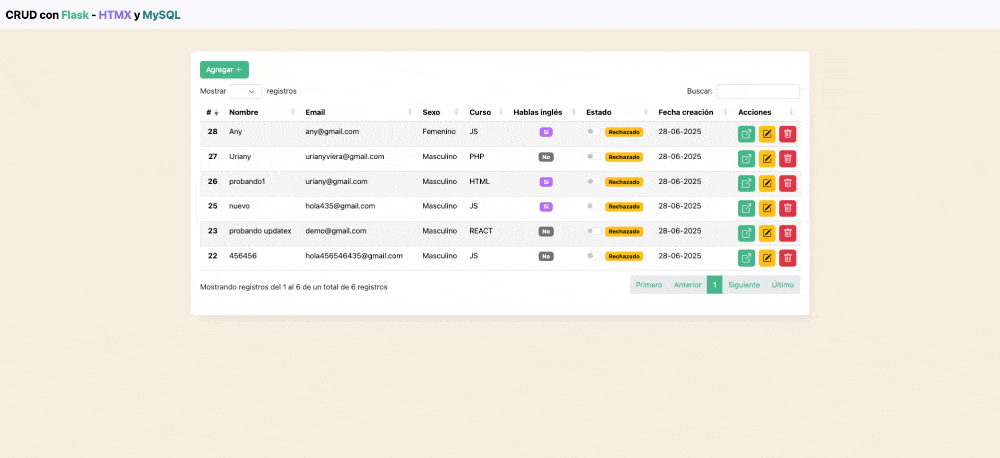 CRUD con Flask - HTMX y MySQL
Agregar +
Mostrar registros Buscar:
# Nombre Email Sexo Curso Hablas inglés Estado Fecha creación Acciones
28 Any any@gmail.com Femenino JS Sí Rechazado 28-06-2025
27 Uriany urianyviera@gmail.com Masculino PHP No Rechazado 28-06-2025
26 probando1 uriany@gmail.com Masculino HTML Sí Rechazado 28-06-2025
25 nuevo hola435@gmail.com Masculino JS Sí Rechazado 28-06-2025
23 probando updatex demo@gmail.com Masculino REACT No Rechazado 28-06-2025
22 456456 hola456546435@gmail.com Masculino JS No Rechazado 28-06-2025
Mostrando registros del 1 al 6 de un total de 6 registros Primero Anterior 1 Siguiente Último